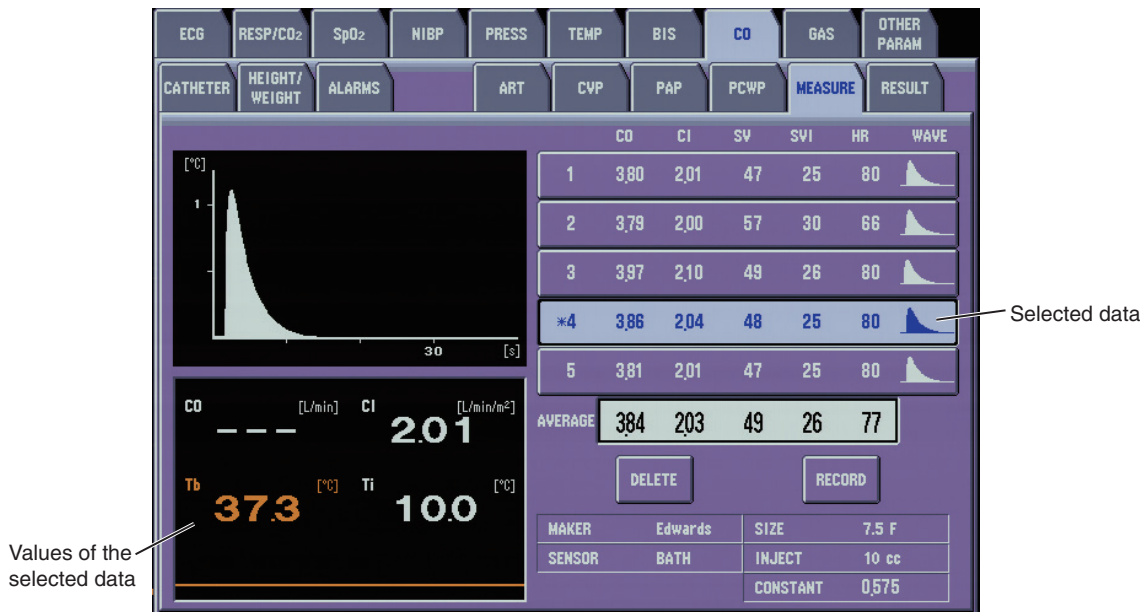 ECG RESP/CO2 SpO2 NIBP PRESS TEMP BIS CO GAS OTHER PARAM
CATHETER HEIGHT/WEIGHT ALARMS ART CVP PAP PCWP MEASURE RESULT
CO CI SV SVI HR WAVE
[°C]
1
30 [s]
1 3.80 2.01 47 25 80
2 3.79 2.00 57 30 66
3 3.97 2.10 49 26 80
*4 3.86 2.04 48 25 80
5 3.81 2.01 47 25 80
AVERAGE 3.84 2.03 49 26 77
Selected data
CO [L/min] CI [L/min/m²]
--- 2.01
Tb [°C] Ti [°C]
37.3 10.0
DELETE RECORD
MAKER Edwards SIZE 7.5 F
SENSOR BATH INJECT 10 cc
CONSTANT 0.575
Values of the
selected data